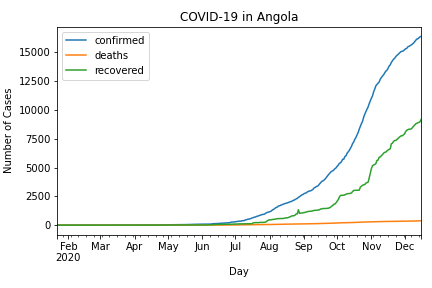 COVID-19 in Angola
confirmed
deaths
recovered
Number of Cases
15000
12500
10000
7500
5000
2500
0
Feb Mar Apr May Jun Jul Aug Sep Oct Nov Dec
2020
Day